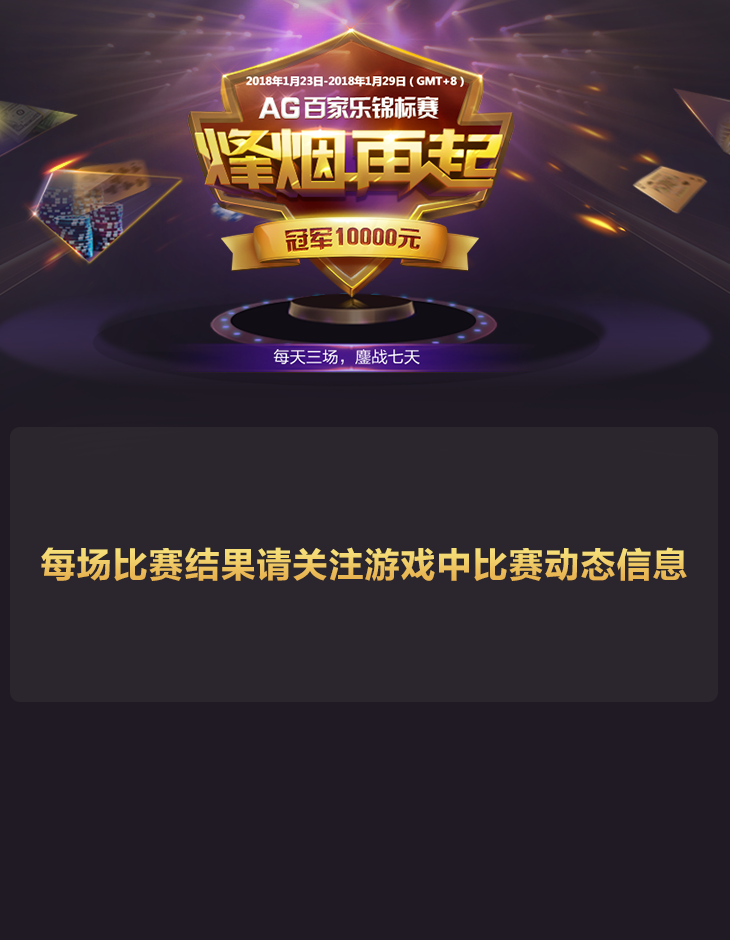 2018年1月23日-2018年1月29日（GMT+8）
AG百家乐锦标赛
烽烟再起
冠军10000元
每天三场，鏖战七天
每场比赛结果请关注游戏中比赛动态信息